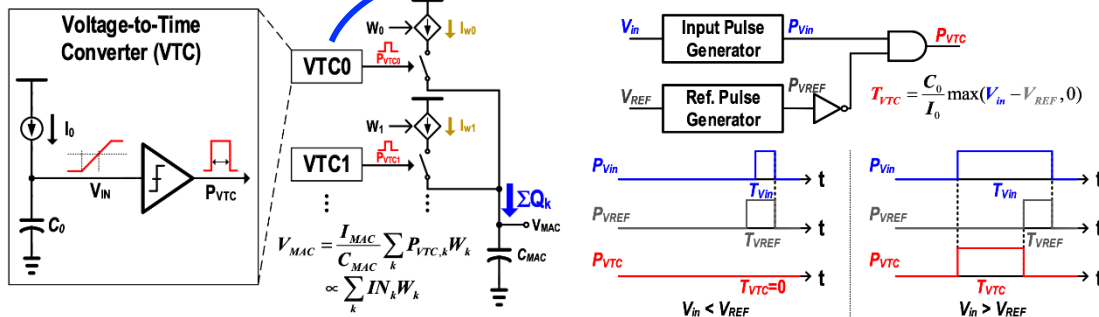 Voltage-to-Time
Converter (VTC)
I0
VIN
PVTC
C0
W0
Iw0
VTC0
PVTC0
W1
Iw1
VTC1
PVTC1
ΣQk
VMAC
CMAC
VMAC = IMAC/CMAC Σk PVTC,k Wk
∝ Σk INk Wk
Vin
Input Pulse
Generator
PVin
PVTC
VREF
Ref. Pulse
Generator
PVREF
TVTC = C0/I0 max(Vin − VREF, 0)
PVin
TVin
t
PVREF
TVREF
t
PVTC
TVTC=0
t
Vin < VREF
PVin
TVin
t
PVREF
TVREF
t
PVTC
TVTC
t
Vin > VREF